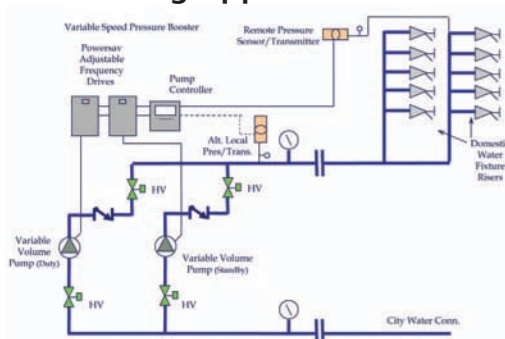 Variable Speed Pressure Booster
Remote Pressure
Sensor/Transmitter
Powersav
Adjustable
Frequency
Drives
Pump
Controller
Alt. Local
Pres/Trans.
Domesti
Water
Fixture
Risers
HV
HV
Variable
Volume
Pump (Duty)
Variable Volume
Pump (Standby)
HV
HV
City Water Conn.